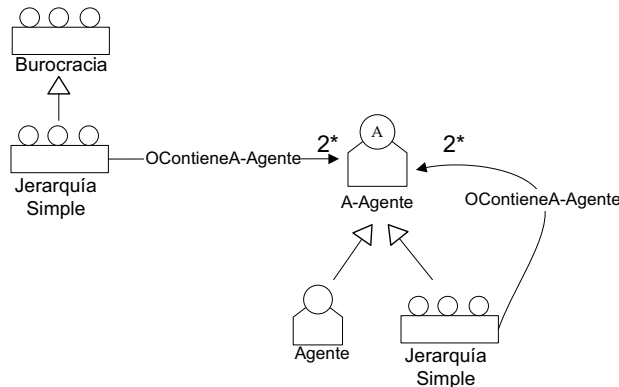 Burocracia
OContieneA-Agente
2*
A
2*
Jerarquía
Simple
A-Agente
OContieneA-Agente
Agente
Jerarquía
Simple